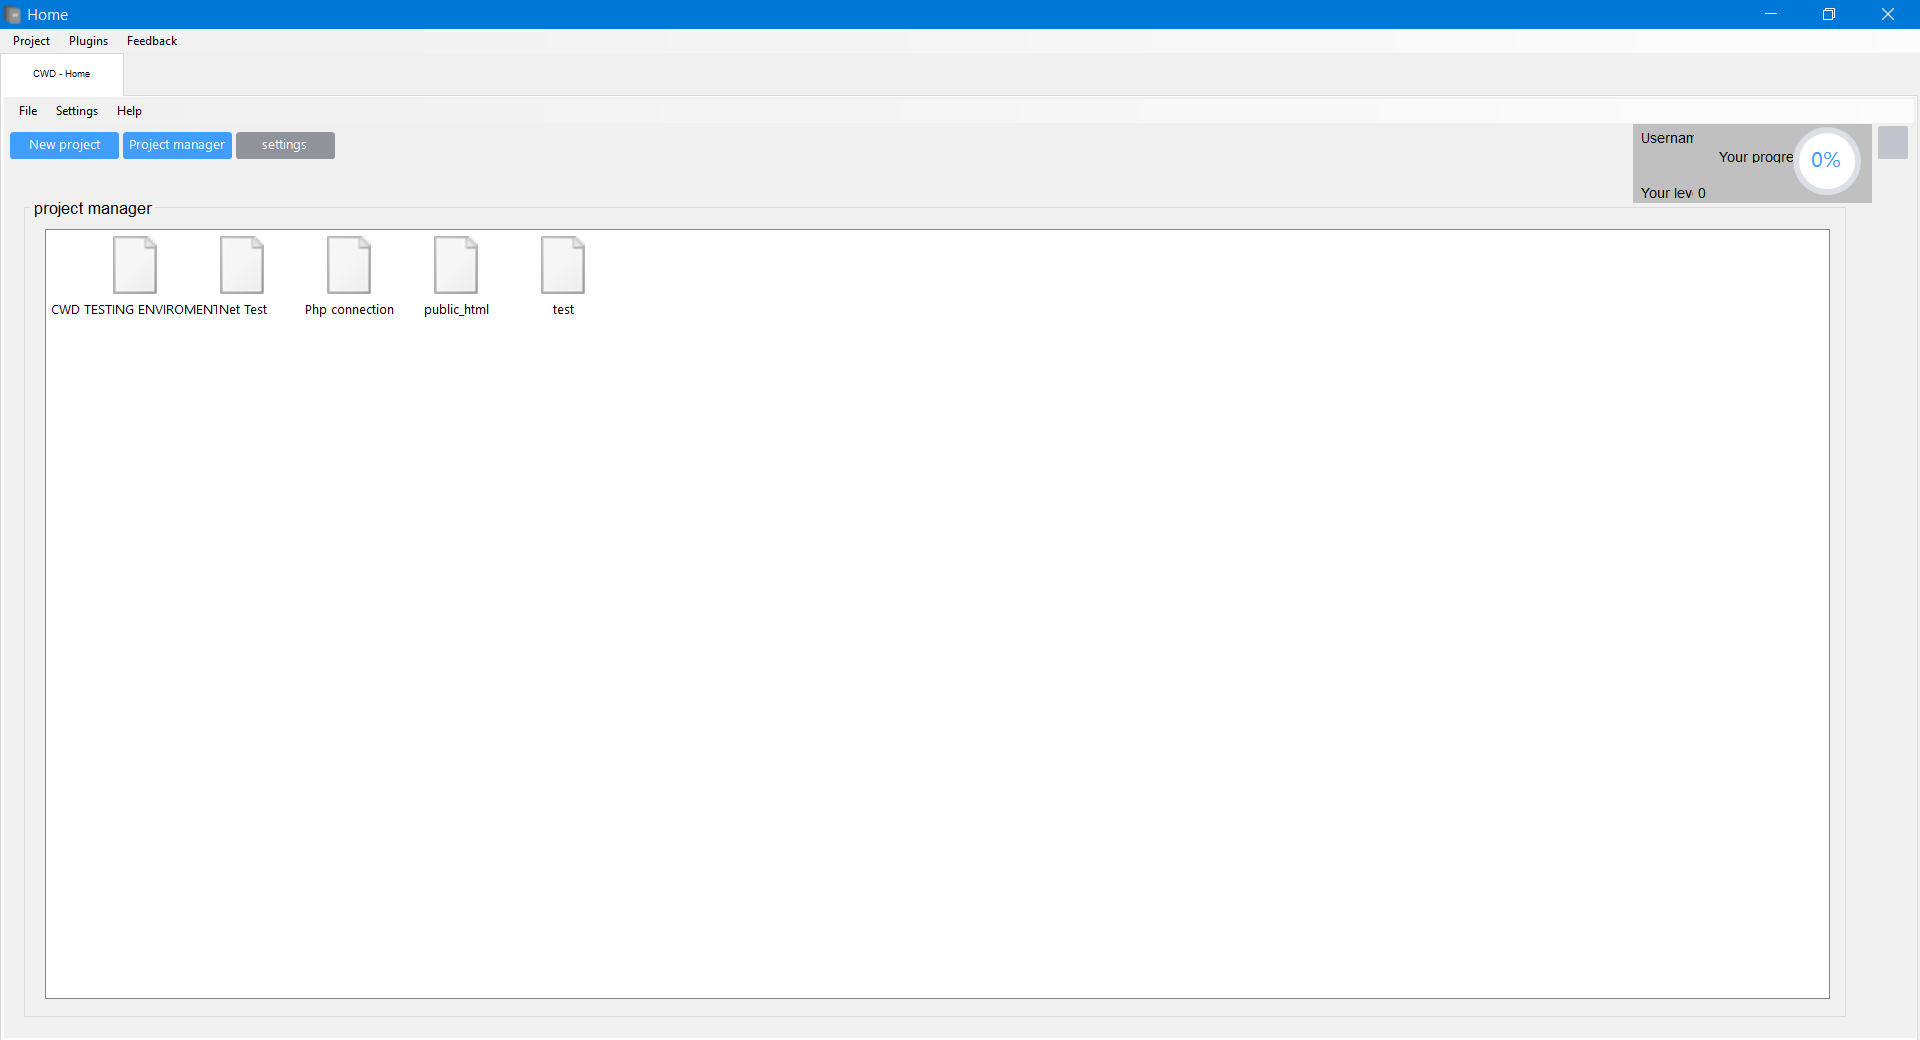 Home
Project Plugins Feedback
CWD - Home
File Settings Help
New project Project manager settings
Usernam
Your progre
0%
Your lev 0
project manager
CWD TESTING ENVIROMENT Net Test Php connection public_html test